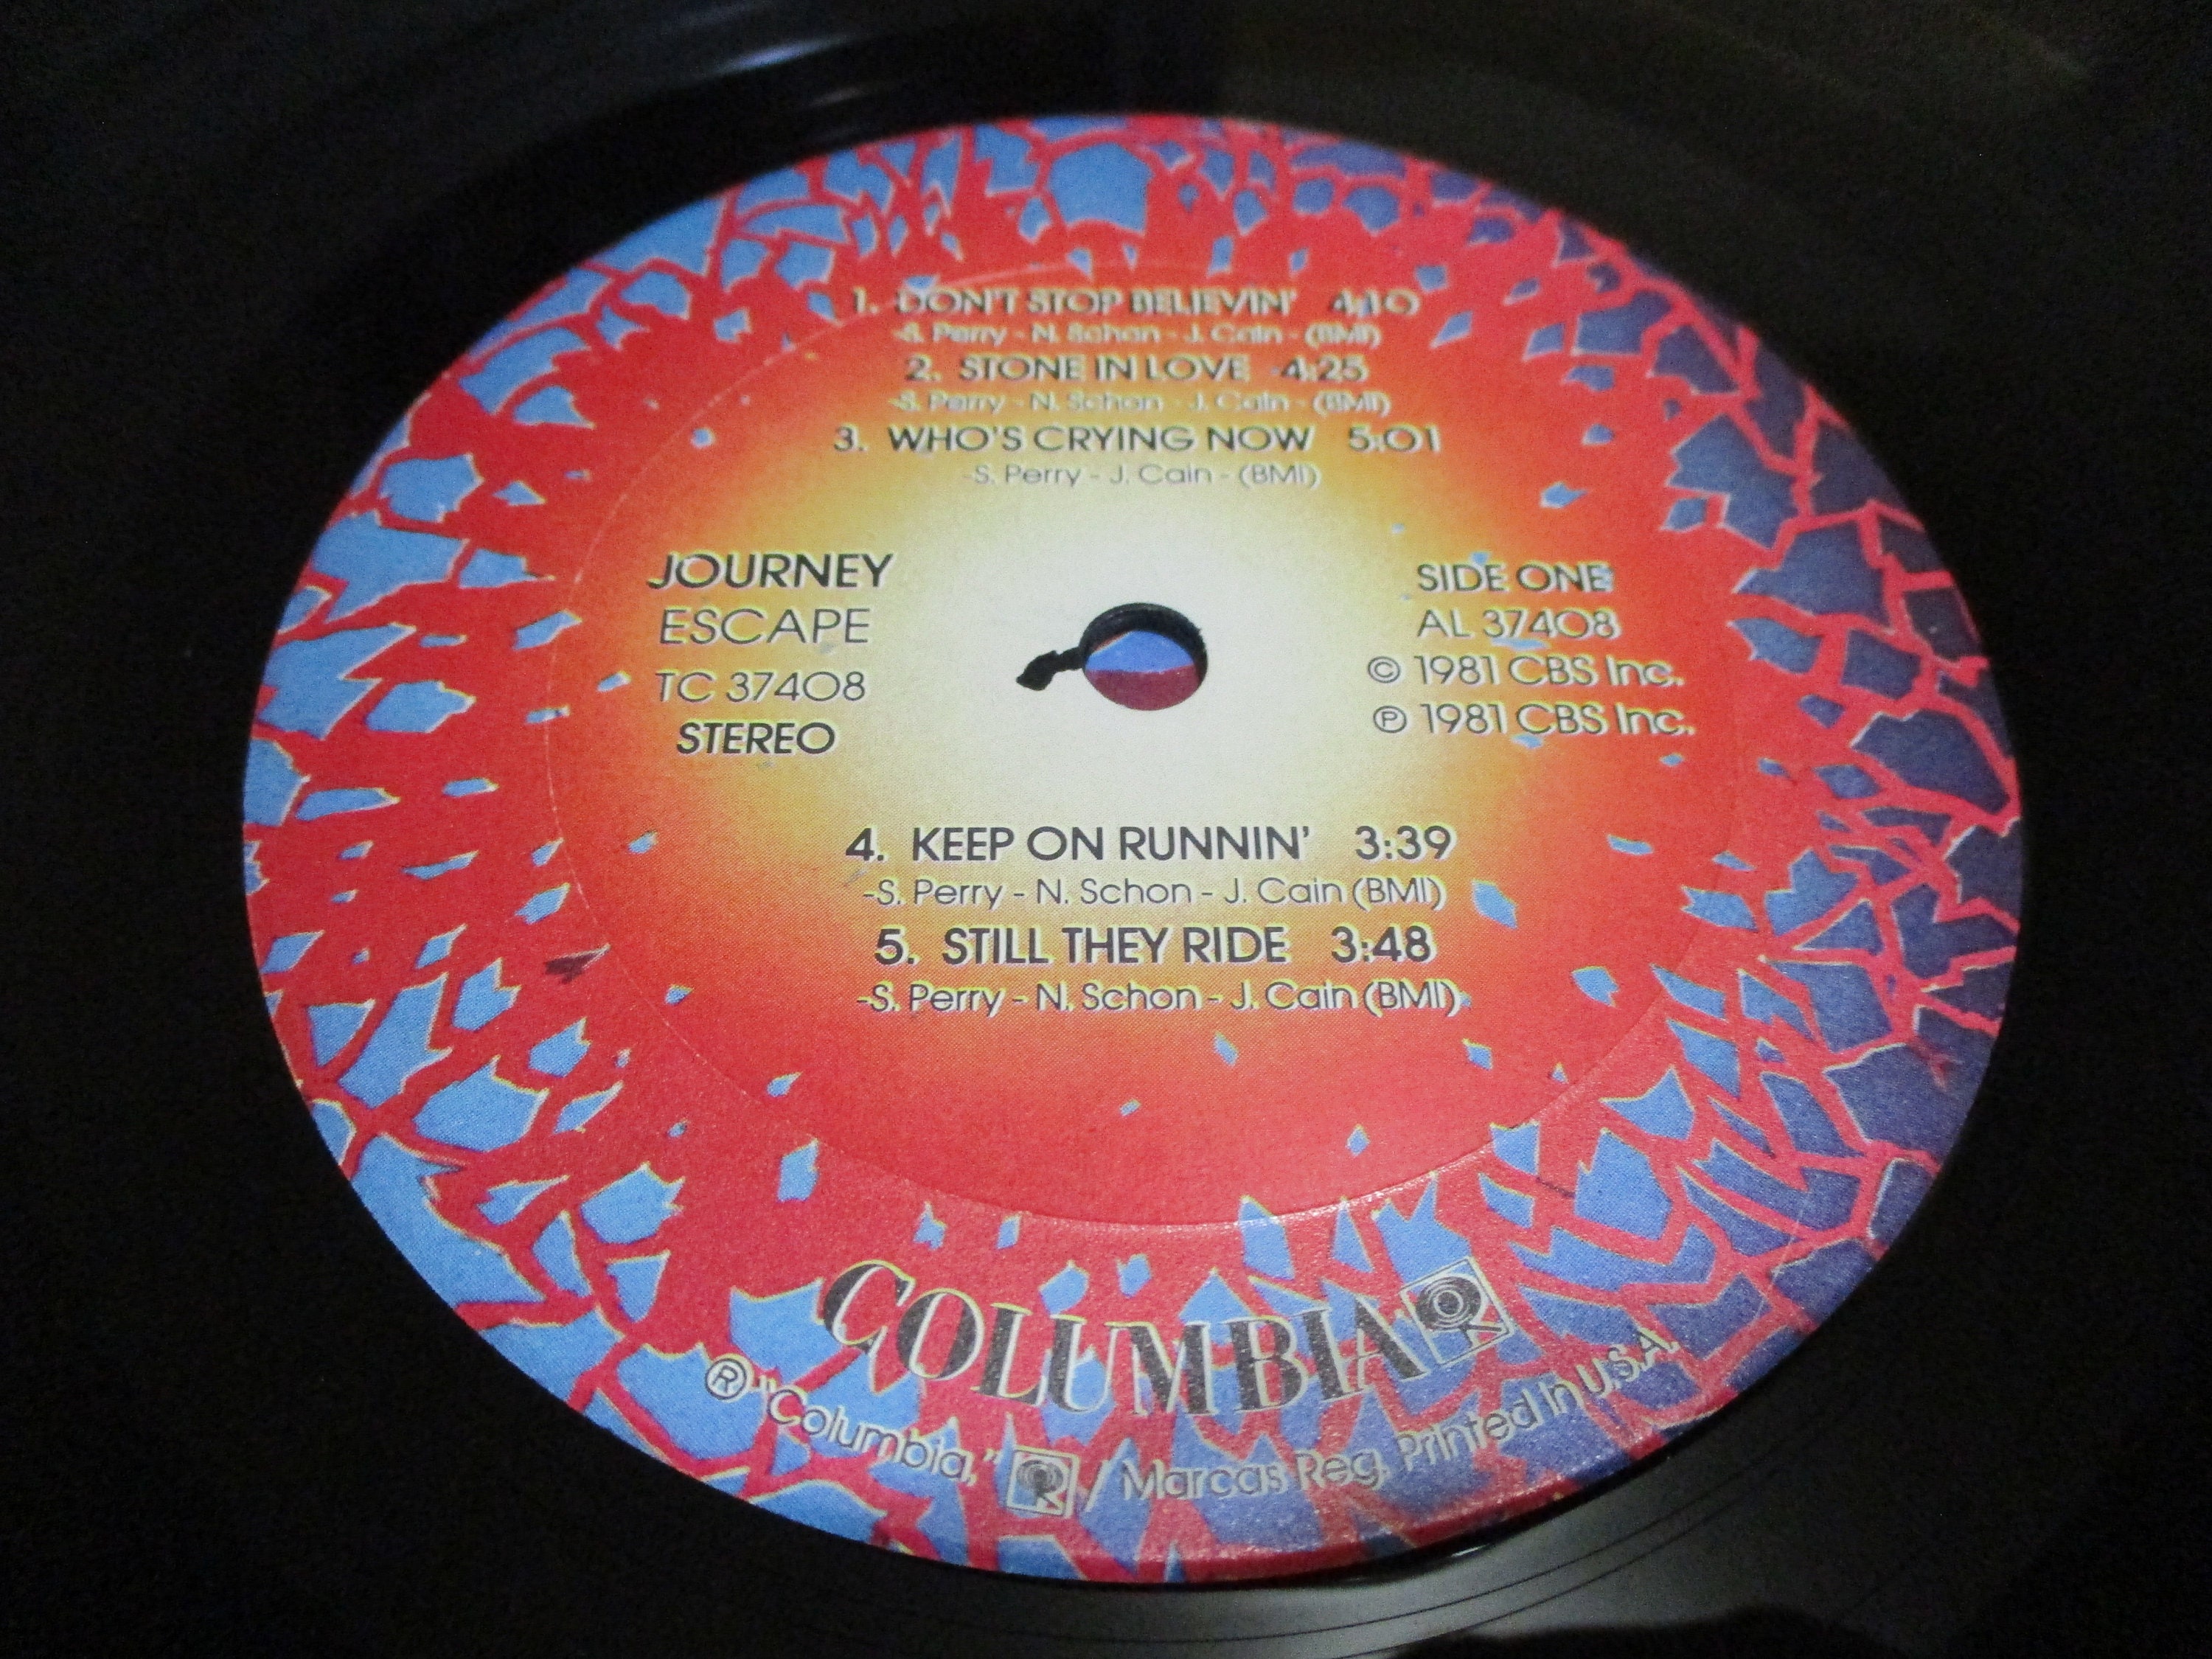 1. DON'T STOP BELIEVIN' 4:10
-S. Perry - N. Schon - J. Cain - (BMI)
2. STONE IN LOVE 4:25
-S. Perry - N. Schon - J. Cain - (BMI)
3. WHO'S CRYING NOW 5:01
-S. Perry - J. Cain - (BMI)
JOURNEY
ESCAPE
TC 37408
STEREO
SIDE ONE
AL 37408
© 1981 CBS Inc.
℗ 1981 CBS Inc.
4. KEEP ON RUNNIN' 3:39
-S. Perry - N. Schon - J. Cain (BMI)
5. STILL THEY RIDE 3:48
-S. Perry - N. Schon - J. Cain (BMI)
COLUMBIA
® "Columbia," / Marcas Reg. Printed in U.S.A.